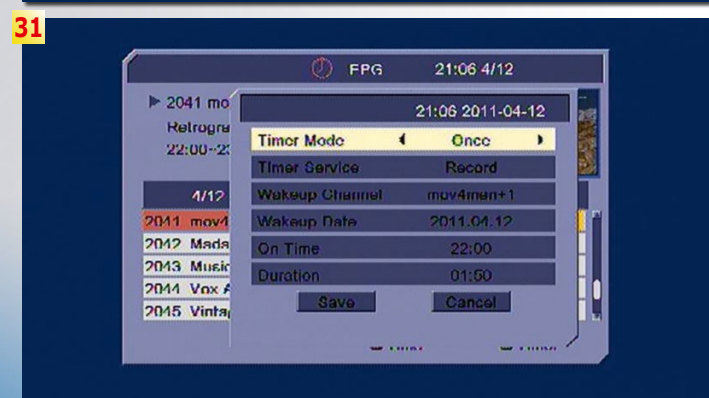 31
EPG 21:06 4/12
2041 mo
Retrogra
22:00~23
21:06 2011-04-12
Timer Mode Once
Timer Service Record
Wakeup Channel mov4men+1
Wakeup Date 2011.04.12
On Time 22:00
Duration 01:50
Save Cancel
4/12
2041 mov4
2042 Mada
2043 Music
2044 Vox A
2045 Vintag